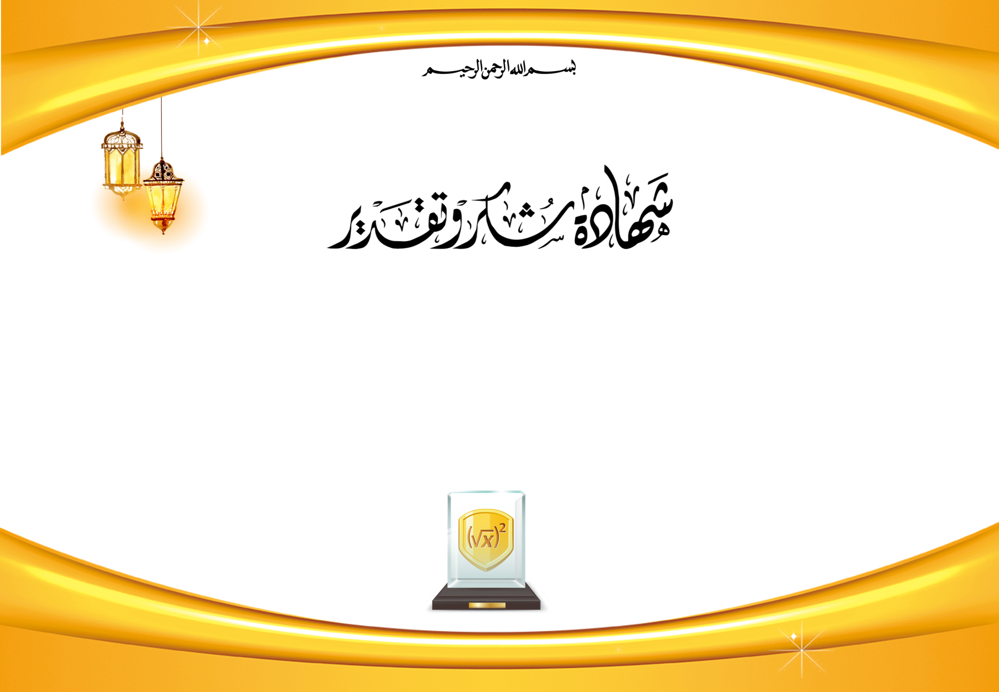 بسم الله الرحمن الرحيم
شهادة شكر وتقدير
(√x)²